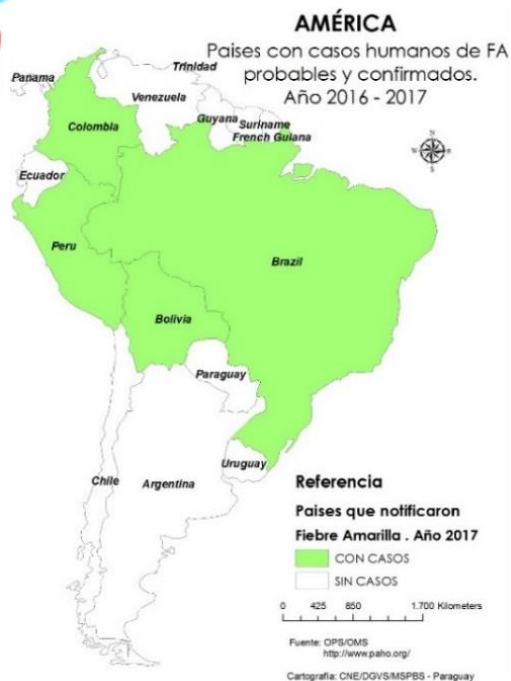 AMÉRICA
Paises con casos humanos de FA
probables y confirmados.
Año 2016 - 2017
Panama
Trinidad
Venezuela
Guyana
Suriname
French Guiana
Colombia
Ecuador
N
W
E
S
Peru
Brazil
Bolivia
Paraguay
Uruguay
Chile
Argentina
Referencia
Paises que notificaron
Fiebre Amarilla . Año 2017
CON CASOS
SIN CASOS
0 425 850 1.700 Kilometers
Fuente: OPS/OMS
http://www.paho.org/
Cartografía: CNE/DGVS/MSPBS - Paraguay